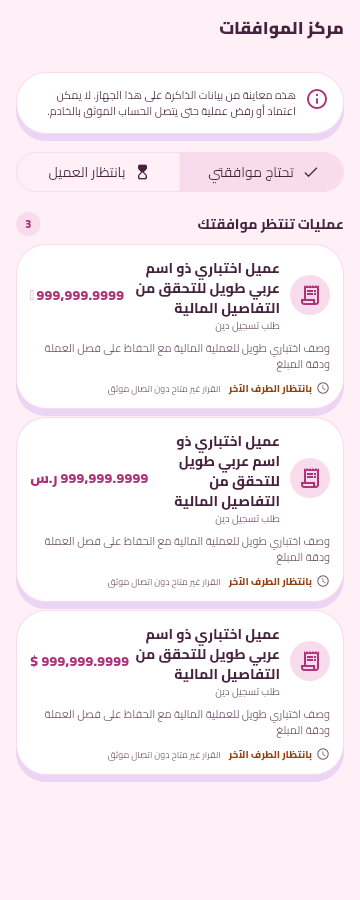 مركز الموافقات
هذه معاينة من بيانات الذاكرة على هذا الجهاز. لا يمكن
اعتماد أو رفض عملية حتى يتصل الحساب الموثق بالخادم.
تحتاج موافقتي
بانتظار العميل
عمليات تنتظر موافقتك
3
عميل اختباري ذو اسم
عربي طويل للتحقق من
التفاصيل المالية
999,999.9999
طلب تسجيل دين
وصف اختباري طويل للعملية المالية مع الحفاظ على فصل العملة
ودقة المبلغ
بانتظار الطرف الآخر
القرار غير متاح دون اتصال موثق
عميل اختباري ذو
اسم عربي طويل
للتحقق من
التفاصيل المالية
999,999.9999 ر.س
طلب تسجيل دين
وصف اختباري طويل للعملية المالية مع الحفاظ على فصل العملة
ودقة المبلغ
بانتظار الطرف الآخر
القرار غير متاح دون اتصال موثق
عميل اختباري ذو اسم
عربي طويل للتحقق من
التفاصيل المالية
999,999.9999 $
طلب تسجيل دين
وصف اختباري طويل للعملية المالية مع الحفاظ على فصل العملة
ودقة المبلغ
بانتظار الطرف الآخر
القرار غير متاح دون اتصال موثق